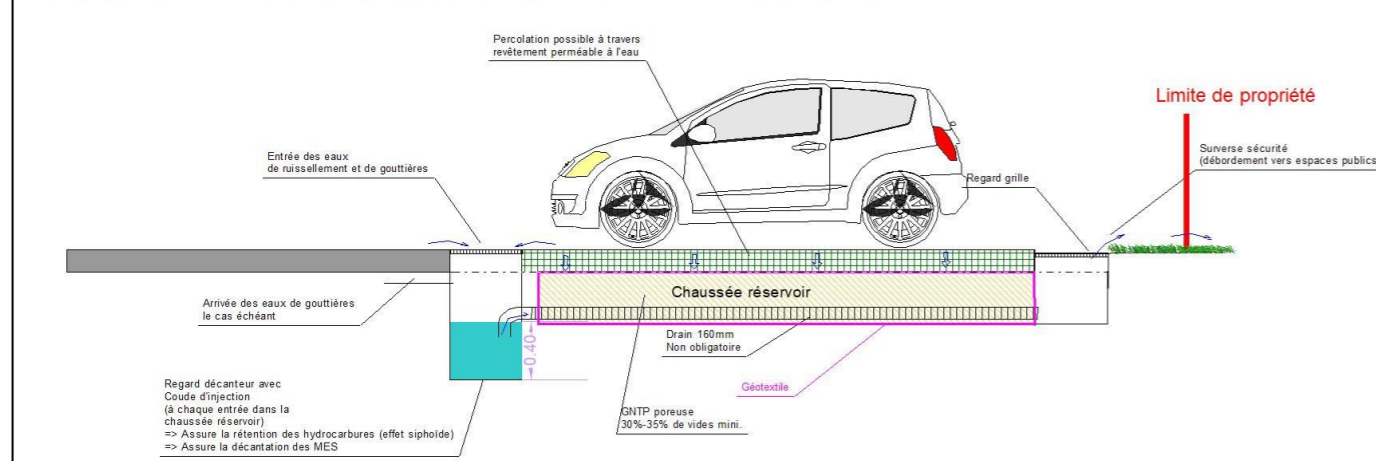 Percolation possible à travers
revêtement perméable à l'eau
Limite de propriété
Entrée des eaux
de ruissellement et de gouttières
Surverse sécurité
(débordement vers espaces publics
Regard grille
Chaussée réservoir
Arrivée des eaux de gouttières
le cas échéant
Drain 160mm
Non obligatoire
0.40
Géotextile
Regard décanteur avec
Coude d'injection
(à chaque entrée dans la
chaussée réservoir)
=> Assure la rétention des hydrocarbures (effet siphoïde)
=> Assure la décantation des MES
GNTP poreuse
30%-35% de vides mini.